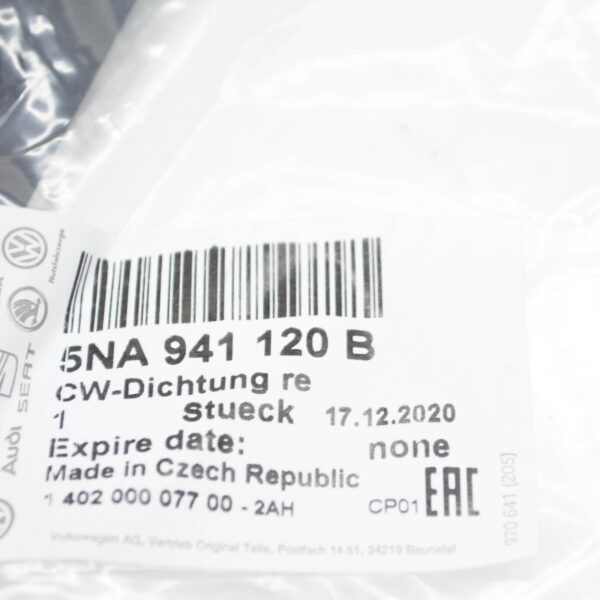 5NA 941 120 B
CW-Dichtung re
1 Stueck 17.12.2020
Expire date: none
Made in Czech Republic
1 402 000 077 00 - 2AH CP01 EAC
Volkswagen AG, Vertrieb Original Teile, Postfach 14 51, 34219 Baunatal
970 641 (205)
Nutzfahrzeuge
SEAT
Audi